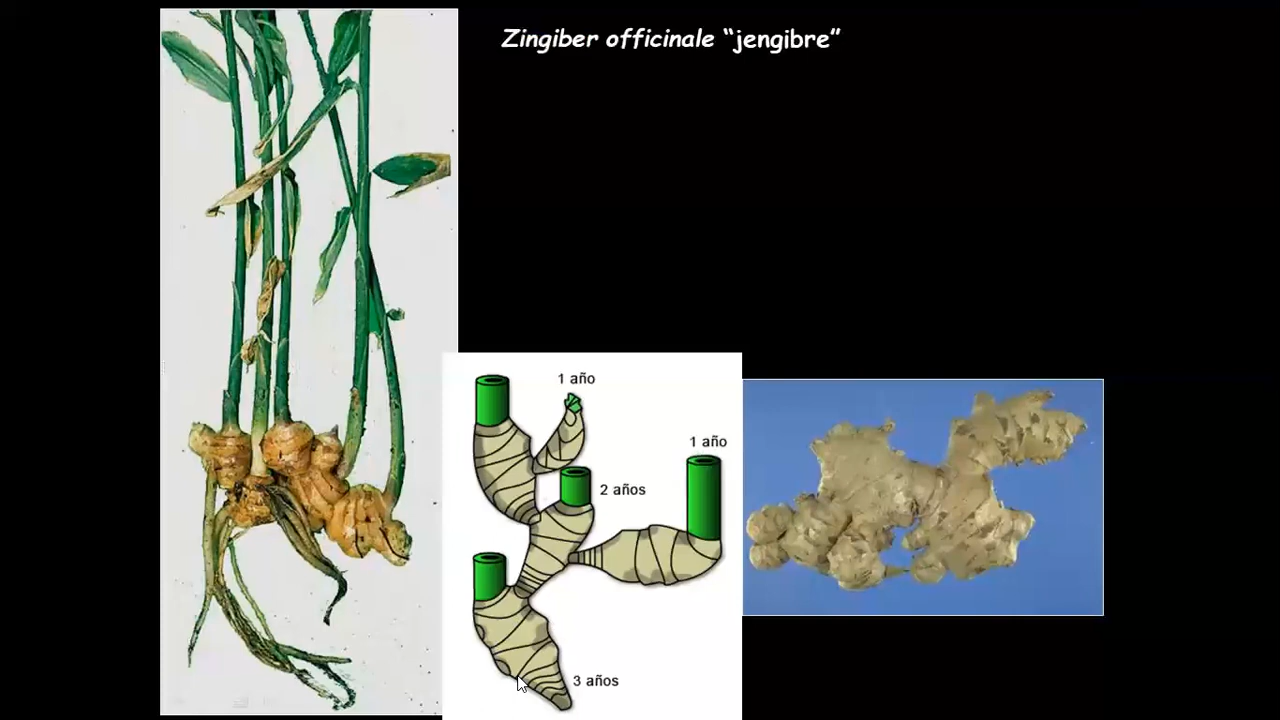 Zingiber officinale “jengibre”
1 año
1 año
2 años
3 años